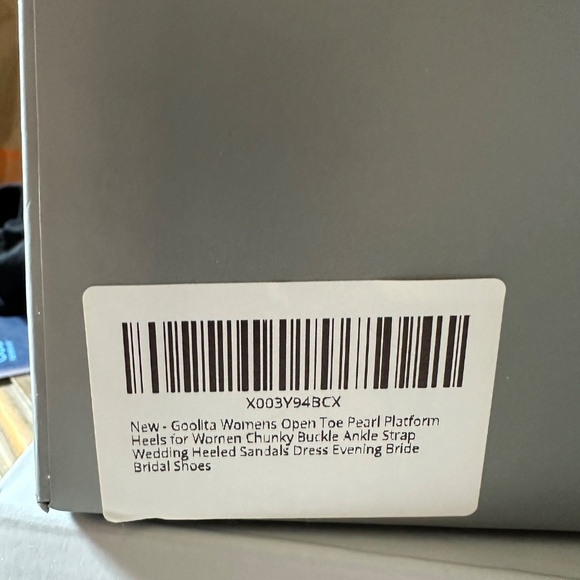 X003Y94BCX
New - Goolita Womens Open Toe Pearl Platform
Heels for Women Chunky Buckle Ankle Strap
Wedding Heeled Sandals Dress Evening Bride
Bridal Shoes